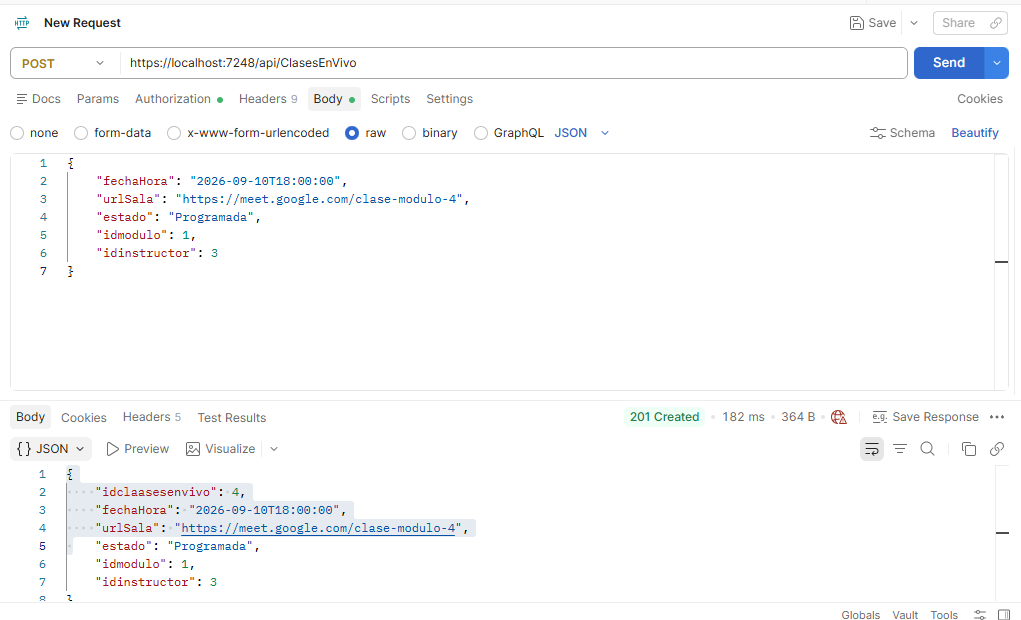 HTTP New Request Save Share
POST https://localhost:7248/api/ClasesEnVivo Send
Docs Params Authorization Headers 9 Body Scripts Settings Cookies
none form-data x-www-form-urlencoded raw binary GraphQL JSON Schema Beautify
1 {
2 "fechaHora": "2026-09-10T18:00:00",
3 "urlSala": "https://meet.google.com/clase-modulo-4",
4 "estado": "Programada",
5 "idmodulo": 1,
6 "idinstructor": 3
7 }
Body Cookies Headers 5 Test Results 201 Created 182 ms 364 B e.g. Save Response
{} JSON Preview Visualize
1 {
2 "idclaasesenvivo": 4,
3 "fechaHora": "2026-09-10T18:00:00",
4 "urlSala": "https://meet.google.com/clase-modulo-4",
5 "estado": "Programada",
6 "idmodulo": 1,
7 "idinstructor": 3
8 }
Globals Vault Tools